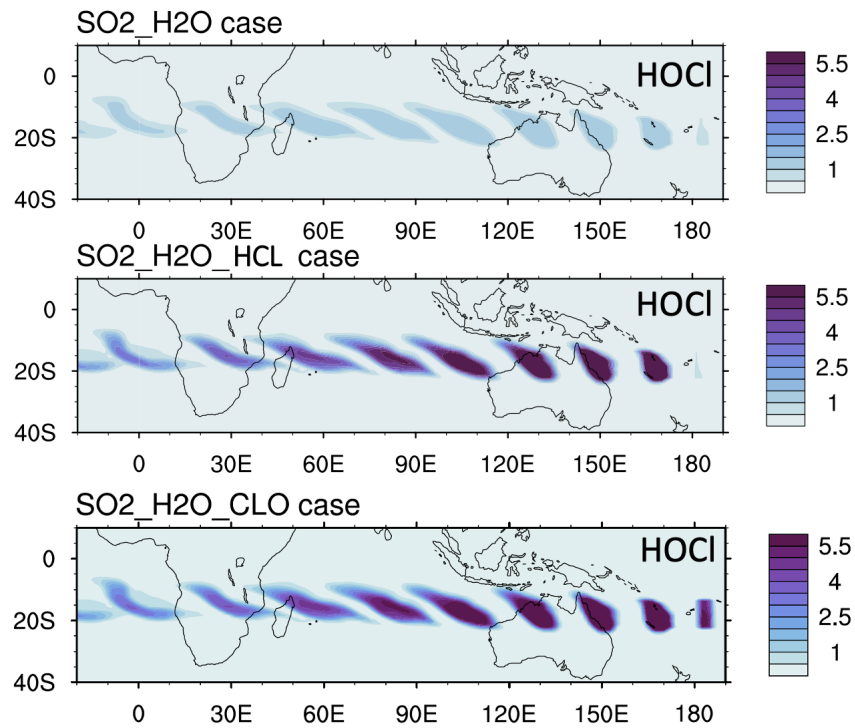 SO2_H2O case
0
20S
40S
HOCl
5.5
4
2.5
1
0 30E 60E 90E 120E 150E 180
SO2_H2O_HCL case
0
20S
40S
HOCl
5.5
4
2.5
1
0 30E 60E 90E 120E 150E 180
SO2_H2O_CLO case
0
20S
40S
HOCl
5.5
4
2.5
1
0 30E 60E 90E 120E 150E 180